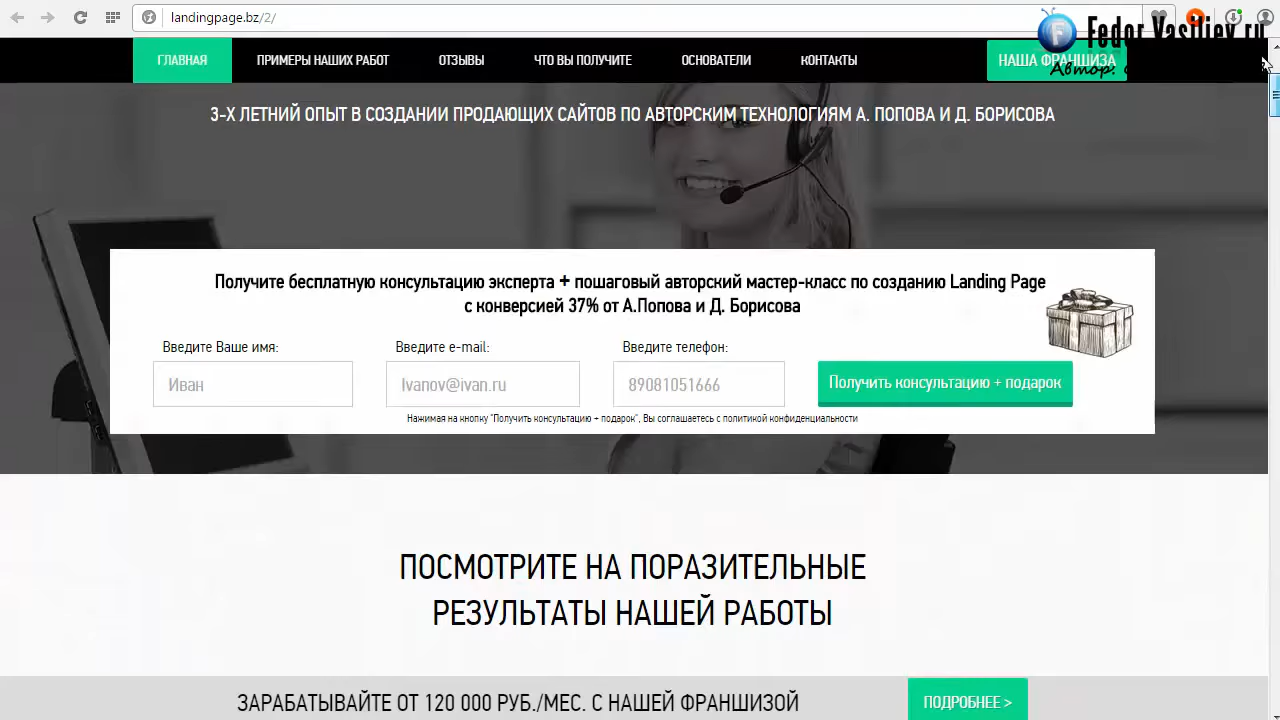 landingpage.bz/2/
Fedor Vasiliev.ru
ГЛАВНАЯ
ПРИМЕРЫ НАШИХ РАБОТ
ОТЗЫВЫ
ЧТО ВЫ ПОЛУЧИТЕ
ОСНОВАТЕЛИ
КОНТАКТЫ
НАША ФРАНШИЗА
Автор:
3-Х ЛЕТНИЙ ОПЫТ В СОЗДАНИИ ПРОДАЮЩИХ САЙТОВ ПО АВТОРСКИМ ТЕХНОЛОГИЯМ А. ПОПОВА И Д. БОРИСОВА
Получите бесплатную консультацию эксперта + пошаговый авторский мастер-класс по созданию Landing Page
с конверсией 37% от А.Попова и Д. Борисова
Введите Ваше имя:
Введите e-mail:
Введите телефон:
Иван
Ivanov@ivan.ru
89081051666
Получить консультацию + подарок
Нажимая на кнопку "Получить консультацию + подарок", Вы соглашаетесь с политикой конфиденциальности
ПОСМОТРИТЕ НА ПОРАЗИТЕЛЬНЫЕ
РЕЗУЛЬТАТЫ НАШЕЙ РАБОТЫ
ЗАРАБАТЫВАЙТЕ ОТ 120 000 РУБ./МЕС. С НАШЕЙ ФРАНШИЗОЙ
ПОДРОБНЕЕ >